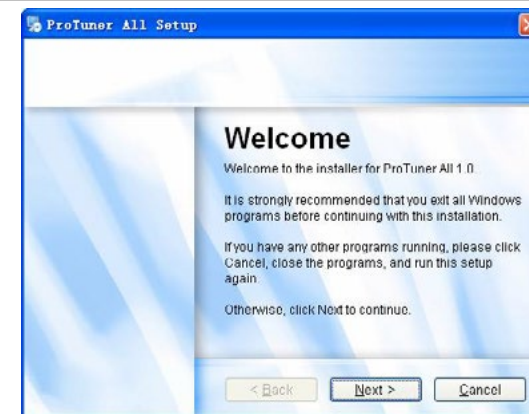 ProTuner All Setup
Welcome
Welcome to the installer for ProTuner All 1.0.
It is strongly recommended that you exit all Windows
programs before continuing with this installation.
If you have any other programs running, please click
Cancel, close the programs, and run this setup
again.
Otherwise, click Next to continue.
< Back Next > Cancel